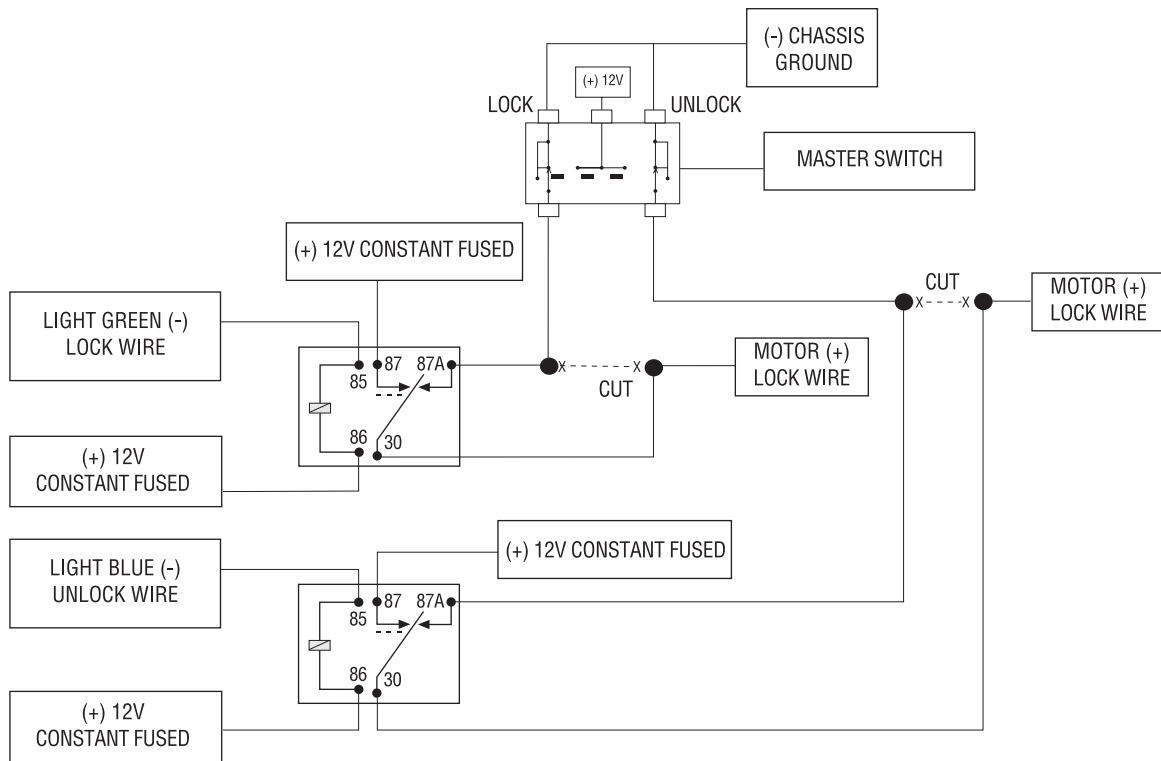 (-) CHASSIS
GROUND
(+) 12V
LOCK
UNLOCK
MASTER SWITCH
(+) 12V CONSTANT FUSED
CUT
MOTOR (+)
LOCK WIRE
LIGHT GREEN (-)
LOCK WIRE
87
87A
85
X
X
CUT
MOTOR (+)
LOCK WIRE
X
X
86
30
(+) 12V
CONSTANT FUSED
(+) 12V CONSTANT FUSED
LIGHT BLUE (-)
UNLOCK WIRE
87
87A
85
86
30
(+) 12V
CONSTANT FUSED